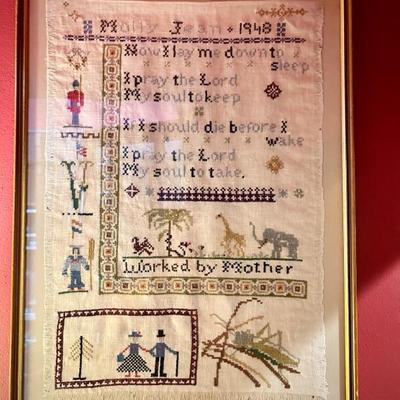 Molly Jean • 1948
Now I lay me down to
sleep
I pray the Lord
My soul to keep
If I should die before I
wake
I pray the Lord
My soul to take.
Worked by Mother